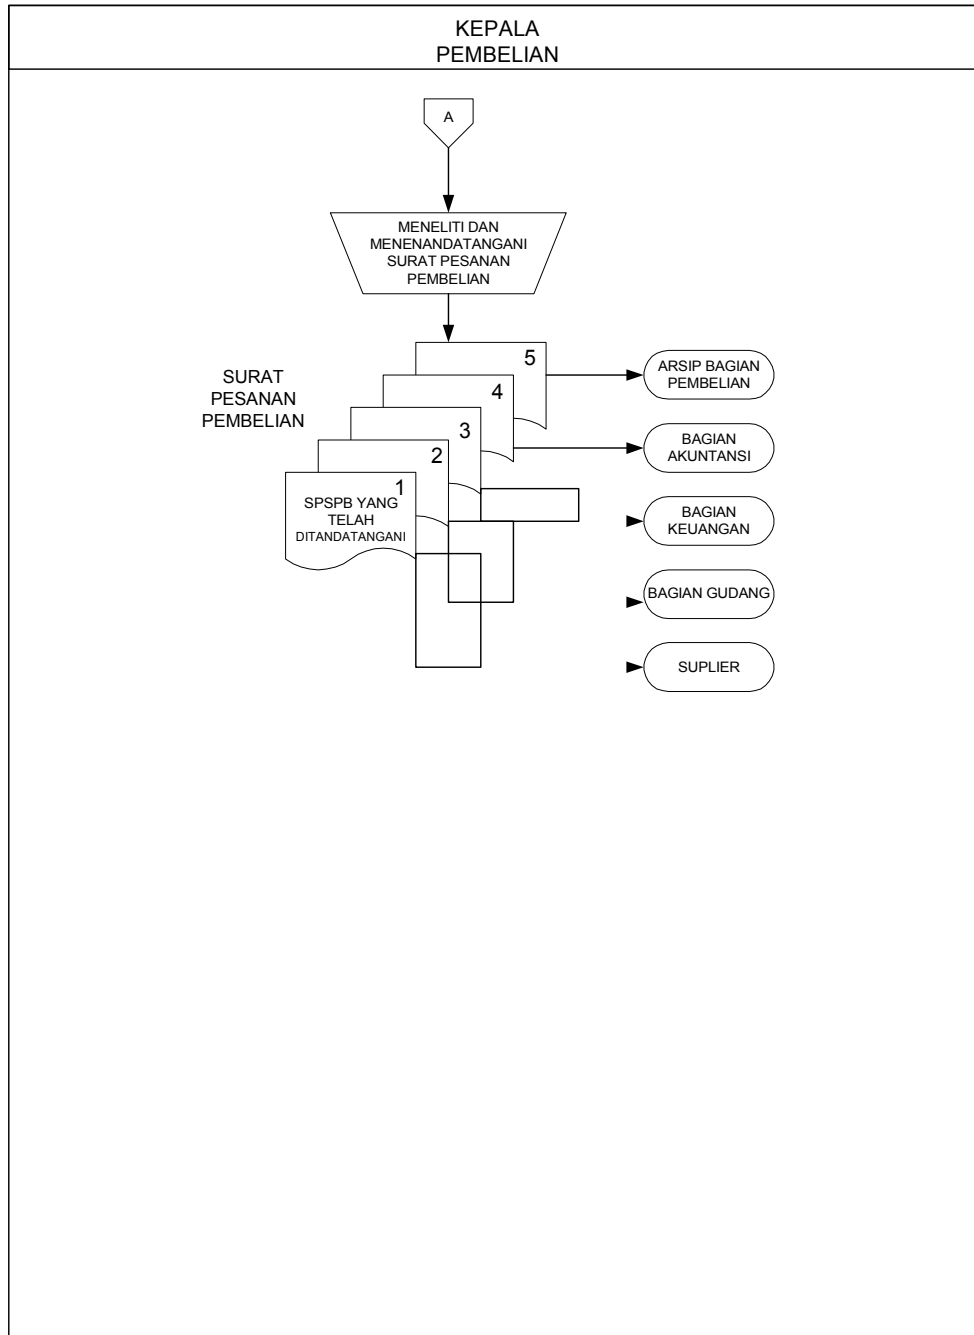 KEPALA
PEMBELIAN
A
MENELITI DAN
MENENANDATANGANI
SURAT PESANAN
PEMBELIAN
SURAT
PESANAN
PEMBELIAN
5
4
3
2
1
SPSPB YANG
TELAH
DITANDATANGANI
ARSIP BAGIAN
PEMBELIAN
BAGIAN
AKUNTANSI
BAGIAN
KEUANGAN
BAGIAN GUDANG
SUPLIER